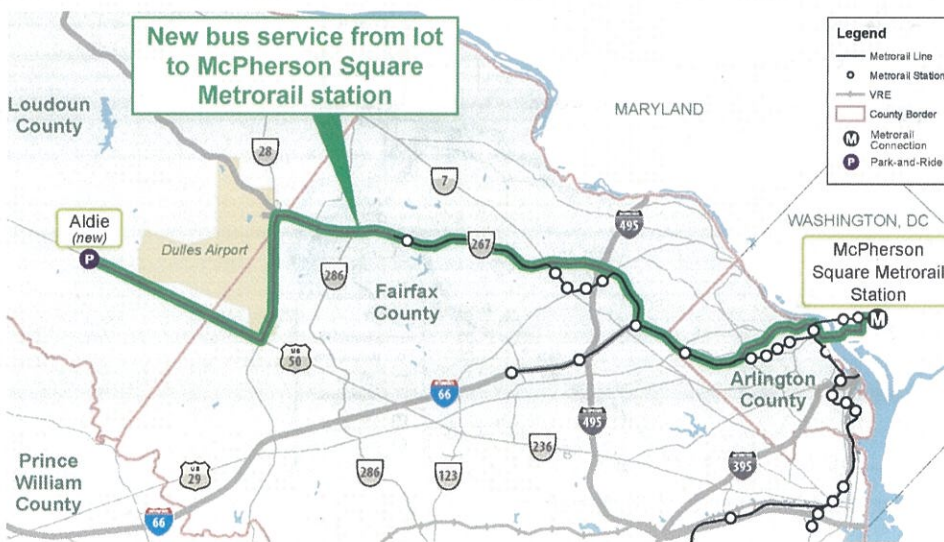 New bus service from lot
to McPherson Square
Metrorail station
Legend
Metrorail Line
Metrorail Station
VRE
County Border
M
Metrorail
Connection
P
Park-and-Ride
Loudoun
County
MARYLAND
28
7
495
WASHINGTON, DC
Aldie
(new)
P
Dulles Airport
267
286
McPherson
Square Metrorail
Station
M
Fairfax
County
US
50
Arlington
County
66
495
236
395
Prince
William
County
US
29
286
123
66